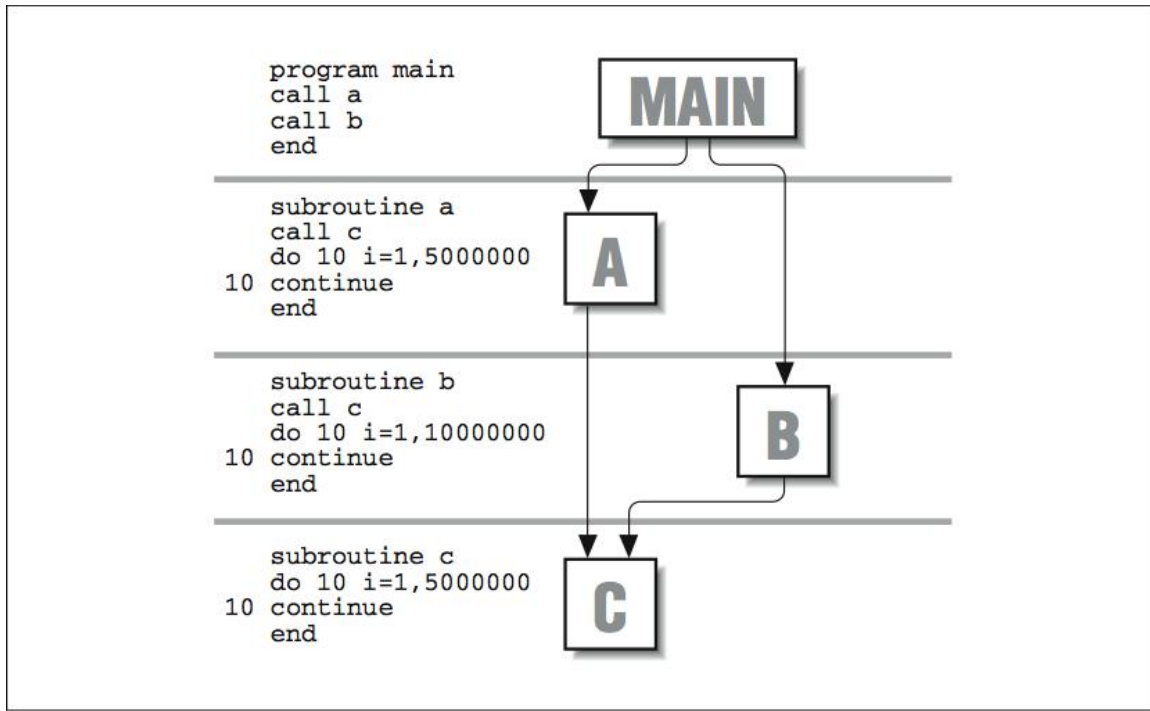 program main
call a
call b
end
MAIN
subroutine a
call c
do 10 i=1,5000000
10 continue
end
A
subroutine b
call c
do 10 i=1,10000000
10 continue
end
B
subroutine c
do 10 i=1,5000000
10 continue
end
C